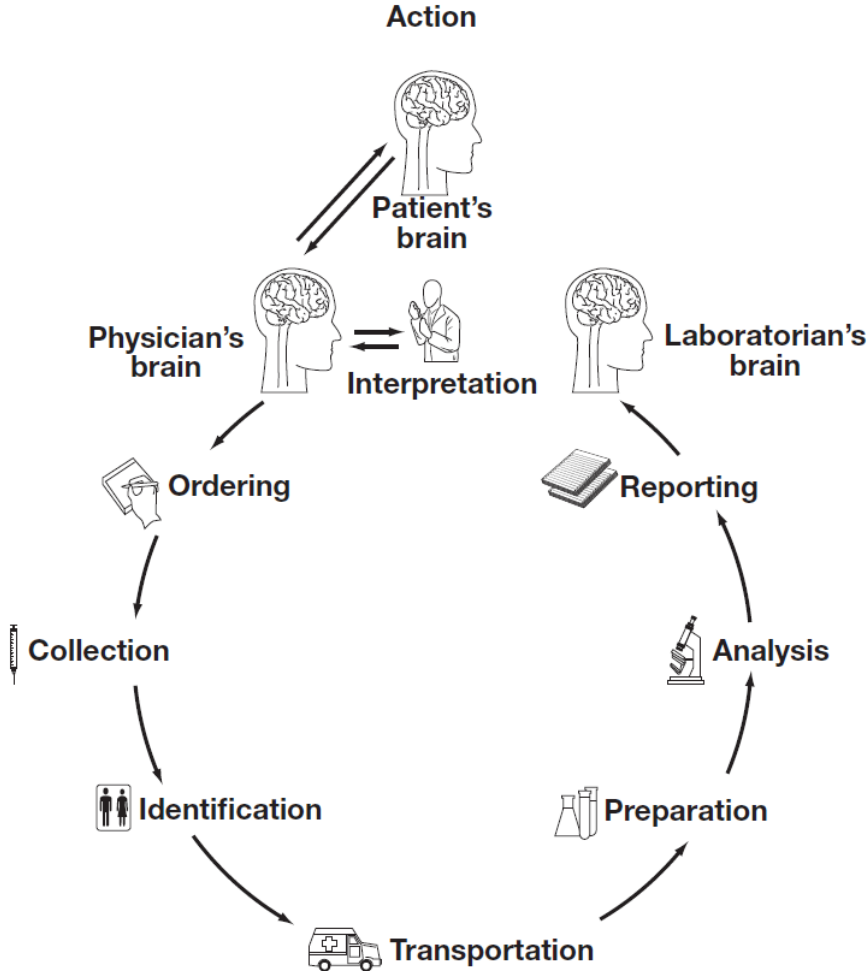 Action
Patient’s
brain
Physician’s
brain
Interpretation
Laboratorian’s
brain
Ordering
Reporting
Collection
Analysis
Identification
Preparation
Transportation